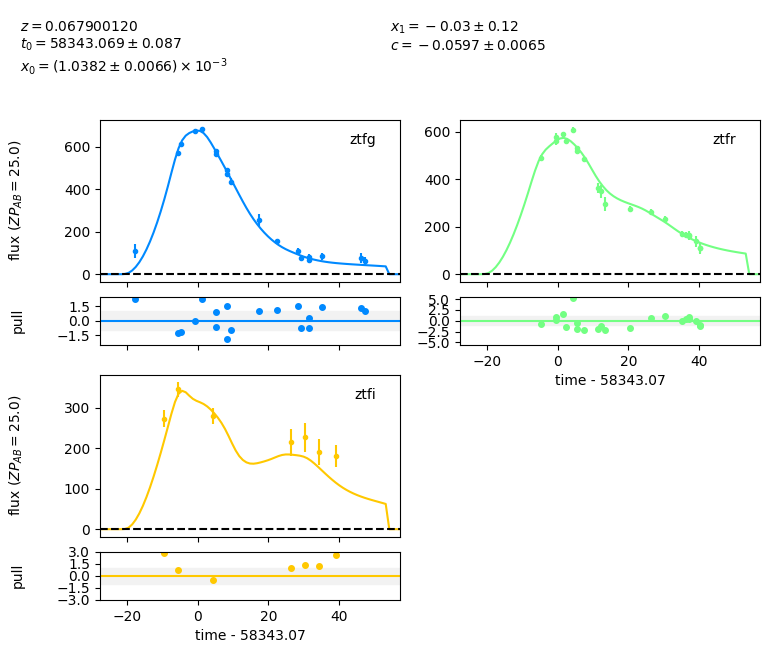 z = 0.067900120
t₀ = 58343.069 ± 0.087
x₀ = (1.0382 ± 0.0066) × 10⁻³
x₁ = −0.03 ± 0.12
c = −0.0597 ± 0.0065
flux (ZP_AB = 25.0)
600
400
200
0
ztfg
pull
1.5
0.0
−1.5
600
400
200
0
ztfr
5.0
2.5
0.0
−2.5
−5.0
−20 0 20 40
time - 58343.07
flux (ZP_AB = 25.0)
300
200
100
0
ztfi
pull
3.0
1.5
0.0
−1.5
−3.0
−20 0 20 40
time - 58343.07